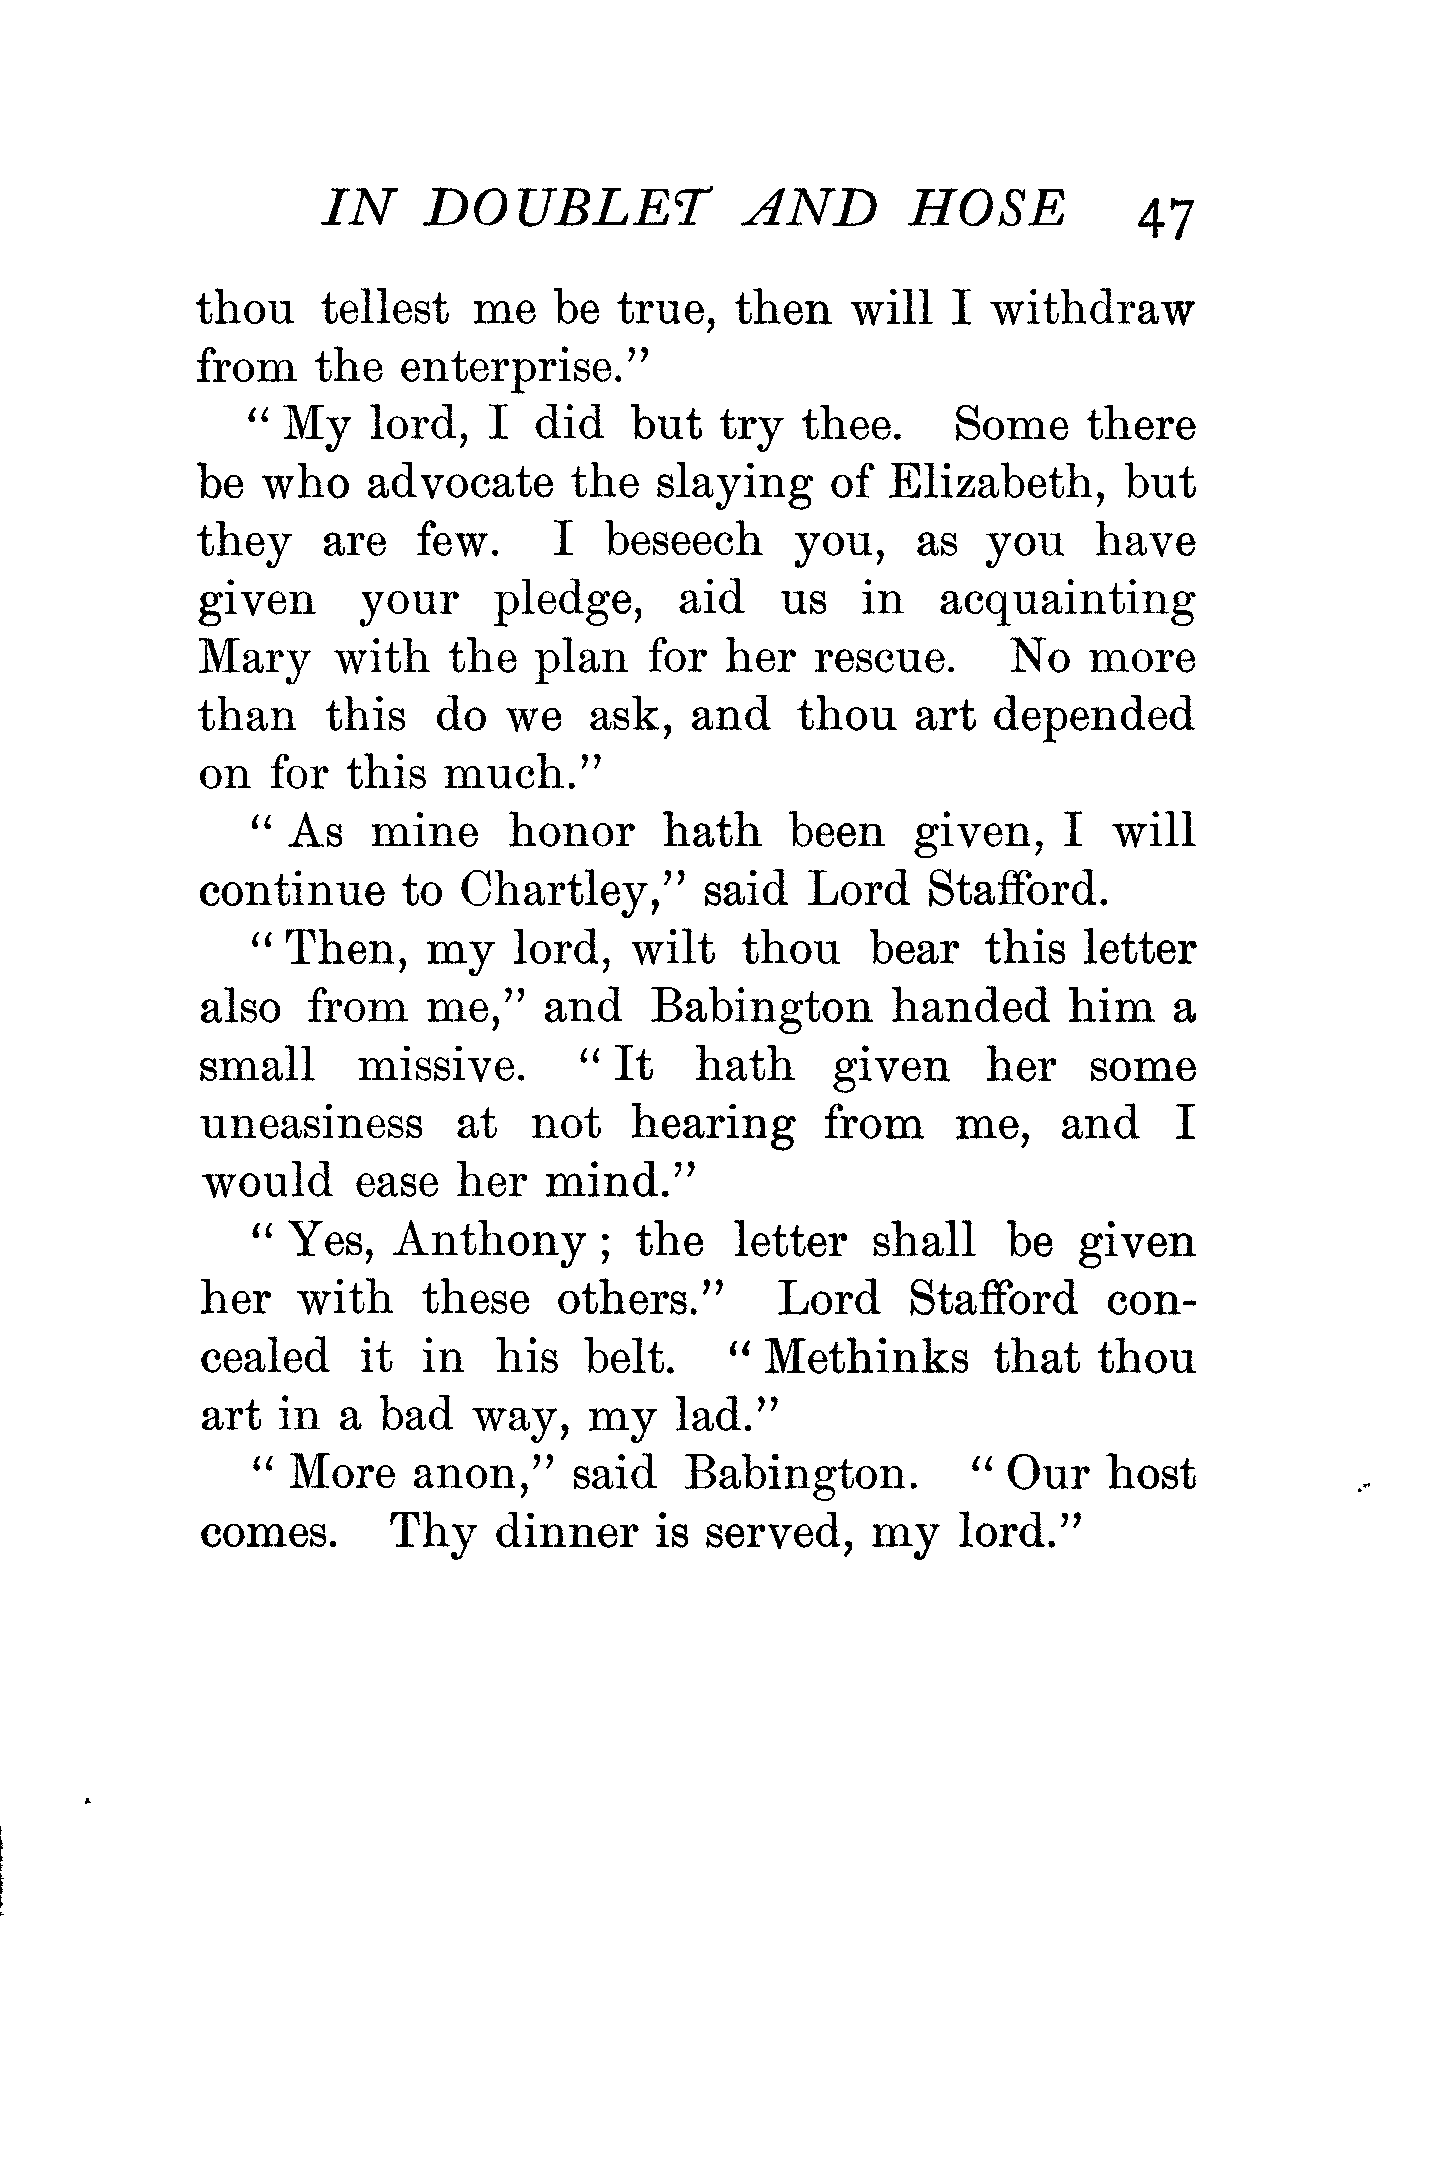 IN DOUBLET AND HOSE 47
thou tellest me be true, then will I withdraw
from the enterprise."
" My lord, I did but try thee. Some there
be who advocate the slaying of Elizabeth, but
they are few. I beseech you, as you have
given your pledge, aid us in acquainting
Mary with the plan for her rescue. No more
than this do we ask, and thou art depended
on for this much."
" As mine honor hath been given, I will
continue to Chartley," said Lord Stafford.
" Then, my lord, wilt thou bear this letter
also from me," and Babington handed him a
small missive. " It hath given her some
uneasiness at not hearing from me, and I
would ease her mind."
" Yes, Anthony ; the letter shall be given
her with these others." Lord Stafford con-
cealed it in his belt. " Methinks that thou
art in a bad way, my lad."
" More anon," said Babington. " Our host
comes. Thy dinner is served, my lord."